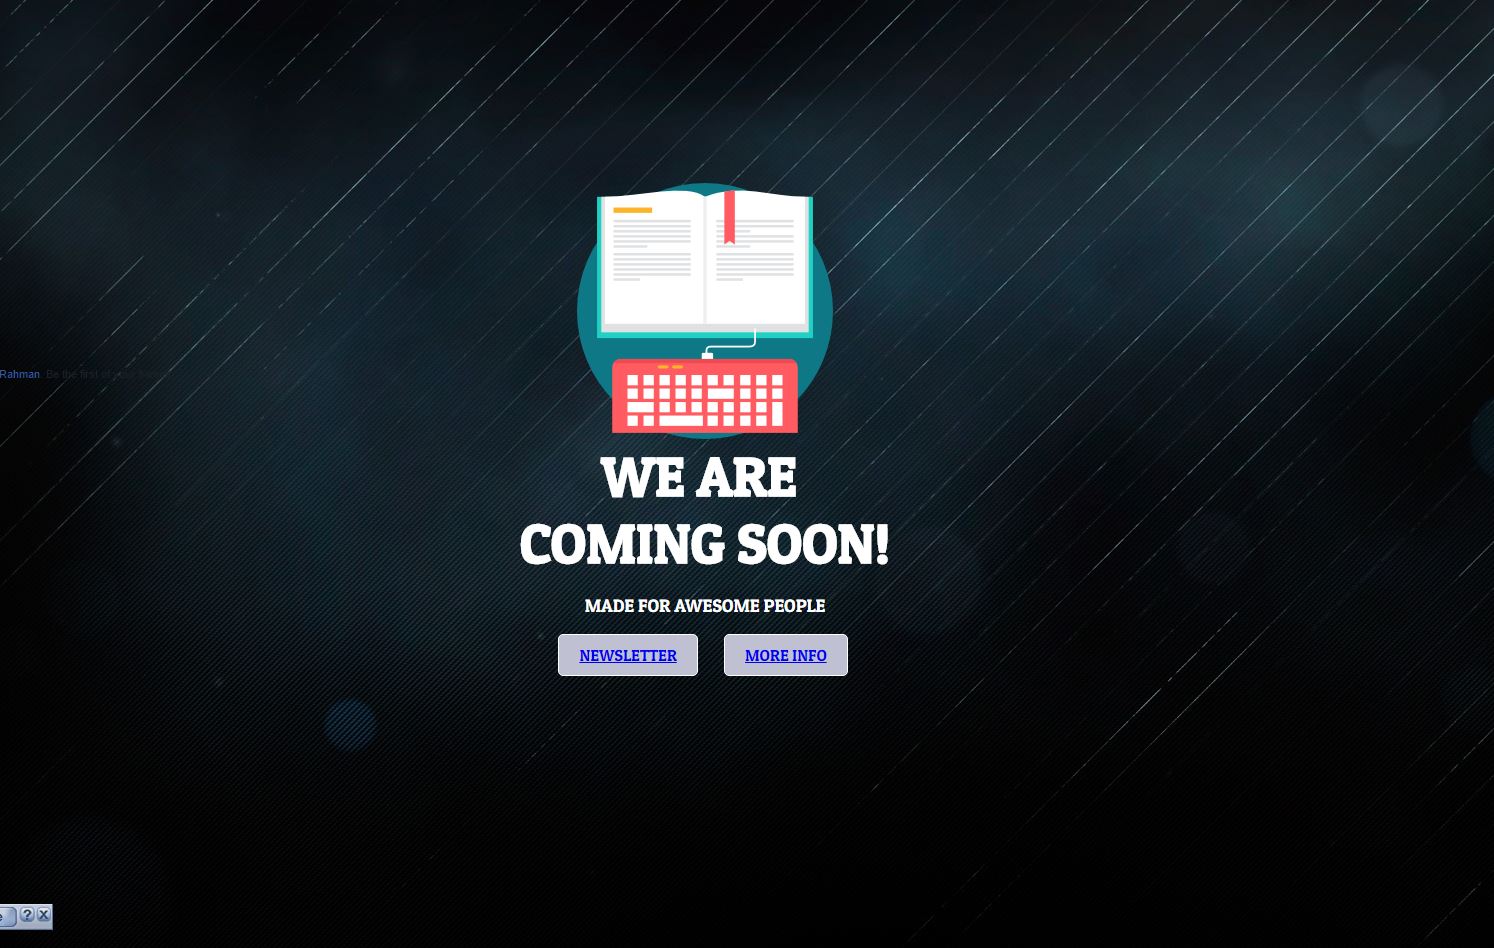 Rahman. Be the first of your friends.
WE ARE
COMING SOON!
MADE FOR AWESOME PEOPLE
NEWSLETTER MORE INFO
e ? x